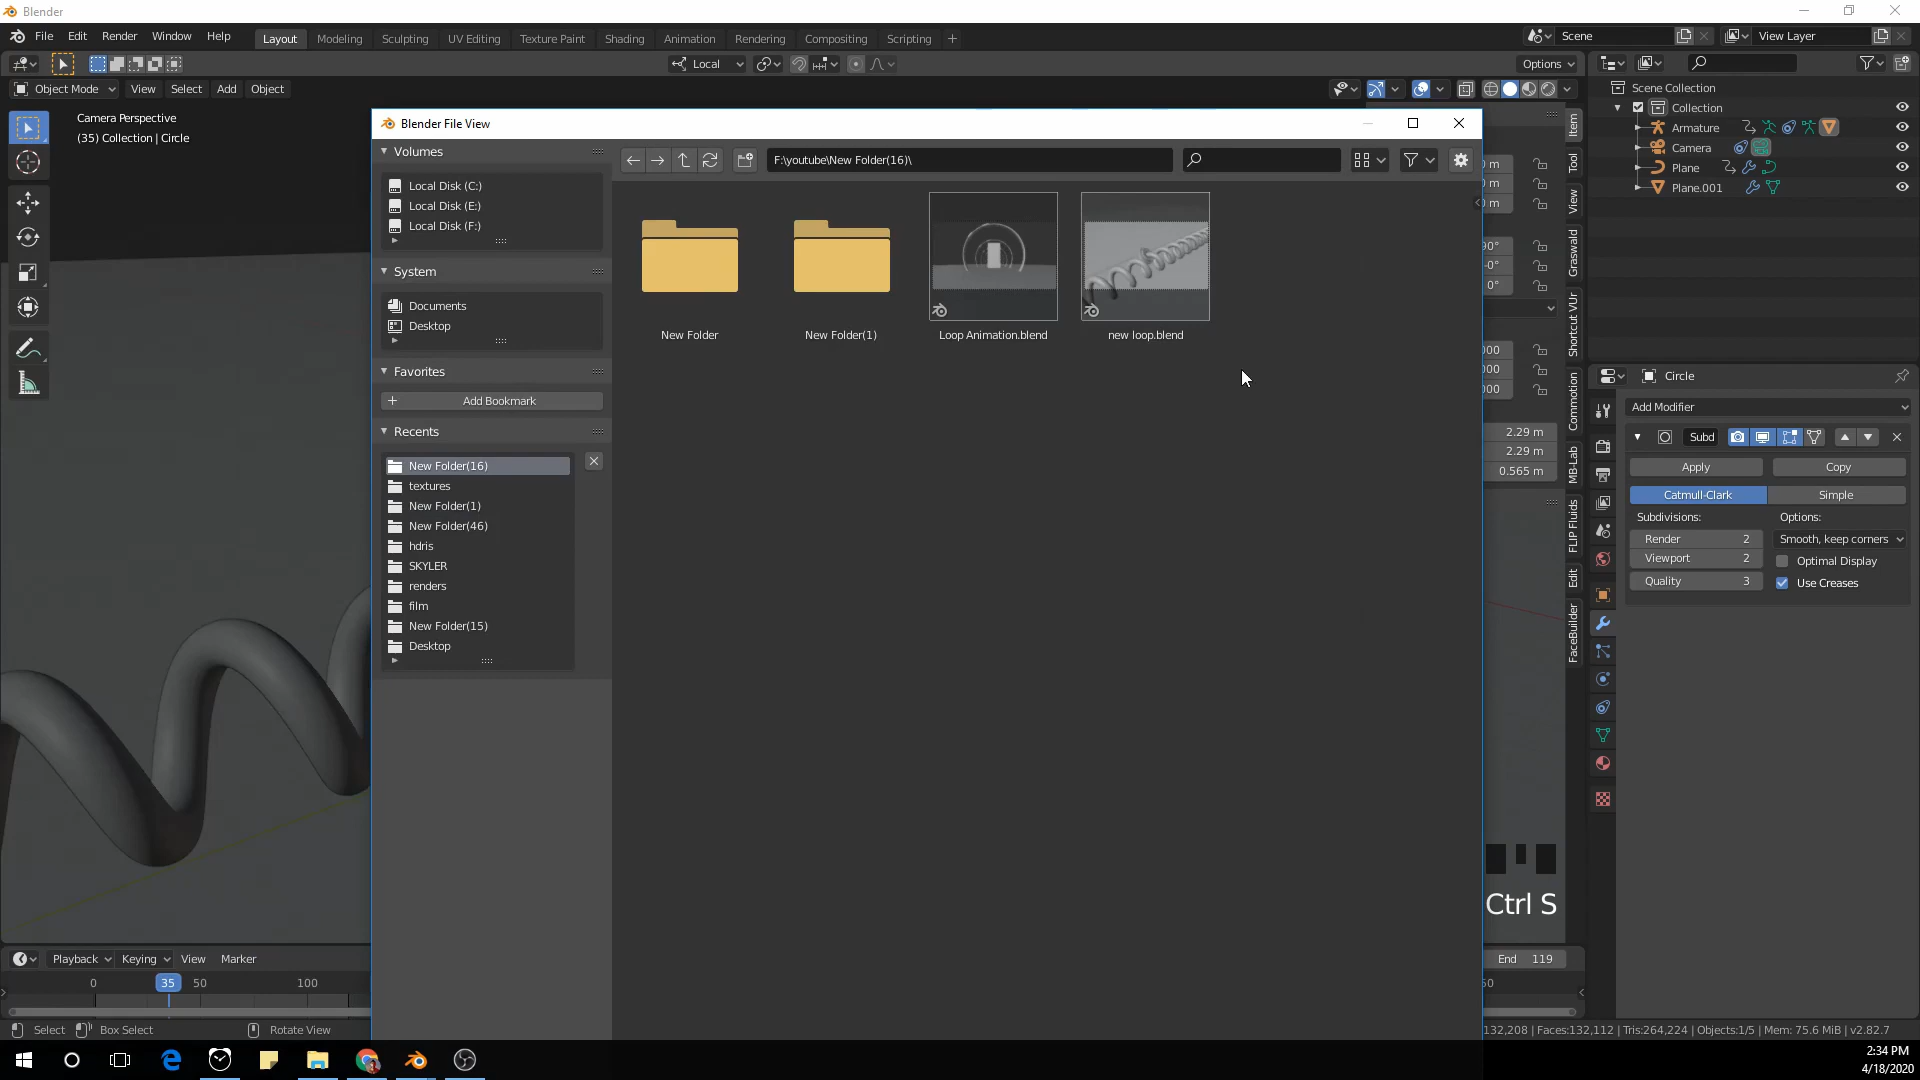 Blender
File Edit Render Window Help Layout Modeling Sculpting UV Editing Texture Paint Shading Animation Rendering Compositing Scripting Scene View Layer
Local Options
Object Mode View Select Add Object
Camera Perspective
(35) Collection | Circle
Blender File View
Volumes
F:\youtube\New Folder(16)\
Local Disk (C:)
Local Disk (E:)
Local Disk (F:)
System
Documents
Desktop
Favorites
Add Bookmark
Recents
New Folder(16)
textures
New Folder(1)
New Folder(46)
hdris
SKYLER
renders
film
New Folder(15)
Desktop
New Folder
New Folder(1)
Loop Animation.blend
new loop.blend
0 m
0 m
90°
-0°
0°
000
000
000
2.29 m
2.29 m
0.565 m
Item
Tool
View
Graswald
Shortcut VUr
Commotion
MB-Lab
FLIP Fluids
Edit
FaceBuilder
Scene Collection
Collection
Armature
Camera
Plane
Plane.001
Circle
Add Modifier
Subd
Apply Copy
Catmull-Clark Simple
Subdivisions: Options:
Render 2 Smooth, keep corners
Viewport 2 Optimal Display
Quality 3 Use Creases
Ctrl S
Playback Keying View Marker End 119
0 35 50 100
Select Box Select Rotate View 132,208 | Faces:132,112 | Tris:264,224 | Objects:1/5 | Mem: 75.6 MiB | v2.82.7
2:34 PM
4/18/2020